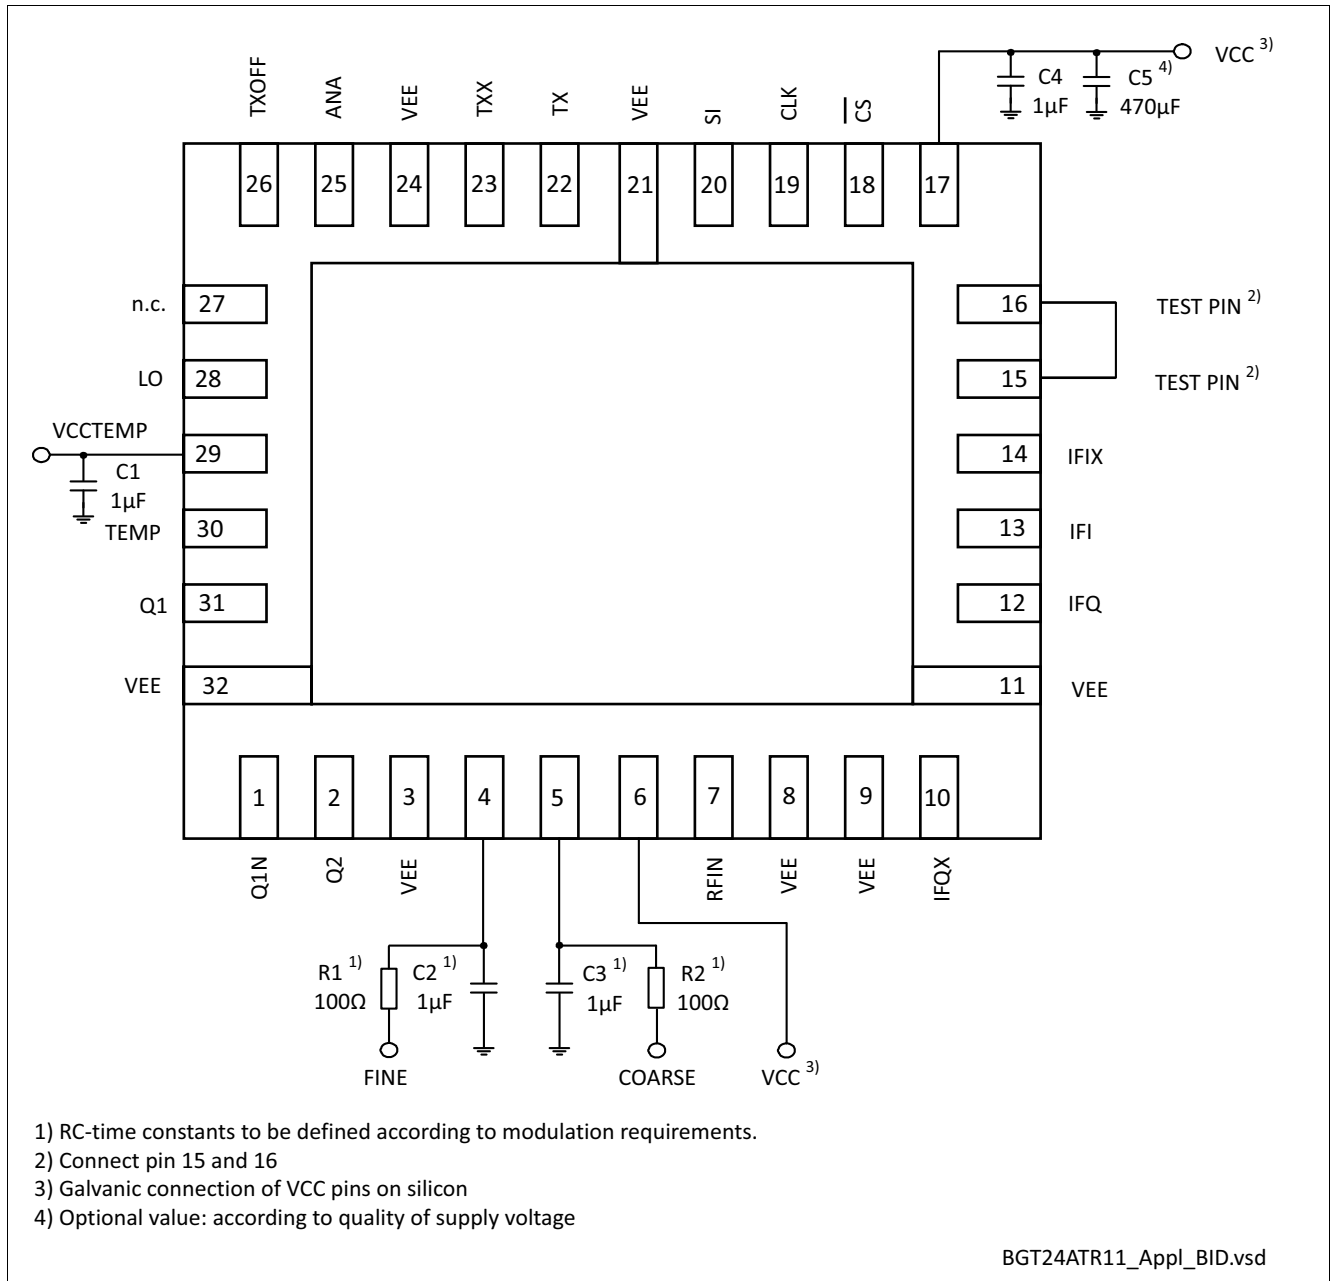 VCC 3)
C4
1µF
C5 4)
470µF
TXOFF
ANA
VEE
TXX
TX
VEE
SI
CLK
CS
26
25
24
23
22
21
20
19
18
17
n.c.
27
16
TEST PIN 2)
LO
28
15
TEST PIN 2)
VCCTEMP
29
C1
1µF
14
IFIX
TEMP
30
13
IFI
Q1
31
12
IFQ
VEE
32
11
VEE
1
2
3
4
5
6
7
8
9
10
Q1N
Q2
VEE
RFIN
VEE
VEE
IFQX
R1 1)
100Ω
C2 1)
1µF
C3 1)
1µF
R2 1)
100Ω
FINE
COARSE
VCC 3)
1) RC-time constants to be defined according to modulation requirements.
2) Connect pin 15 and 16
3) Galvanic connection of VCC pins on silicon
4) Optional value: according to quality of supply voltage
BGT24ATR11_Appl_BID.vsd